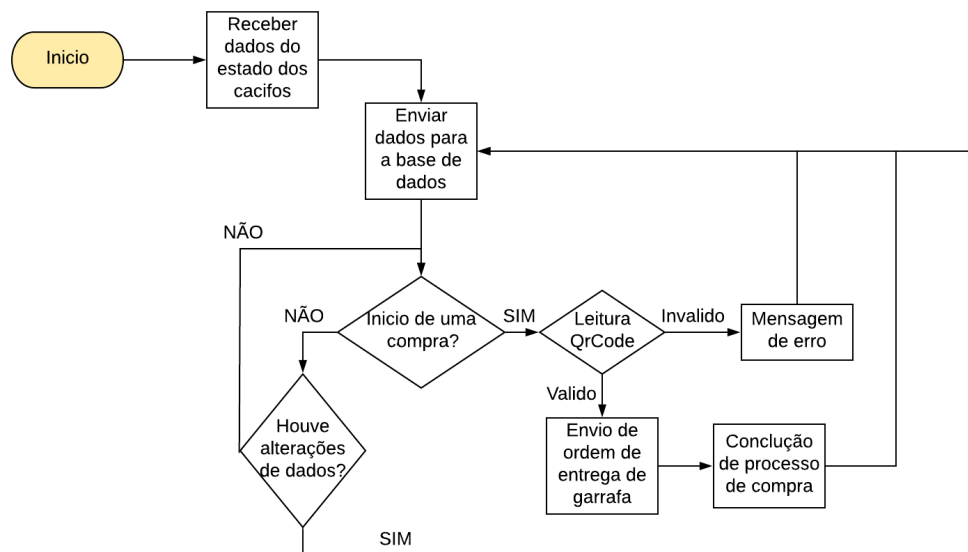 Inicio
Receber
dados do
estado dos
cacifos
Enviar
dados para
a base de
dados
NÃO
NÃO
Inicio de uma
compra?
SIM
Leitura
QrCode
Invalido
Mensagem
de erro
Valido
Houve
alterações
de dados?
Envio de
ordem de
entrega de
garrafa
Conclução
de processo
de compra
SIM